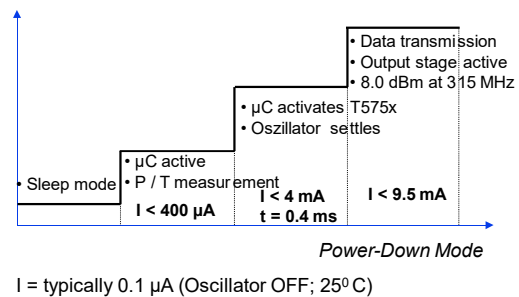 • Data transmission
• Output stage active
• 8.0 dBm at 315 MHz
• µC activates T575x
• Oszillator settles
• µC active
• Sleep mode
• P / T measurement
I < 400 µA
I < 4 mA
t = 0.4 ms
I < 9.5 mA
Power-Down Mode
I = typically 0.1 µA (Oscillator OFF; 25⁰ C)